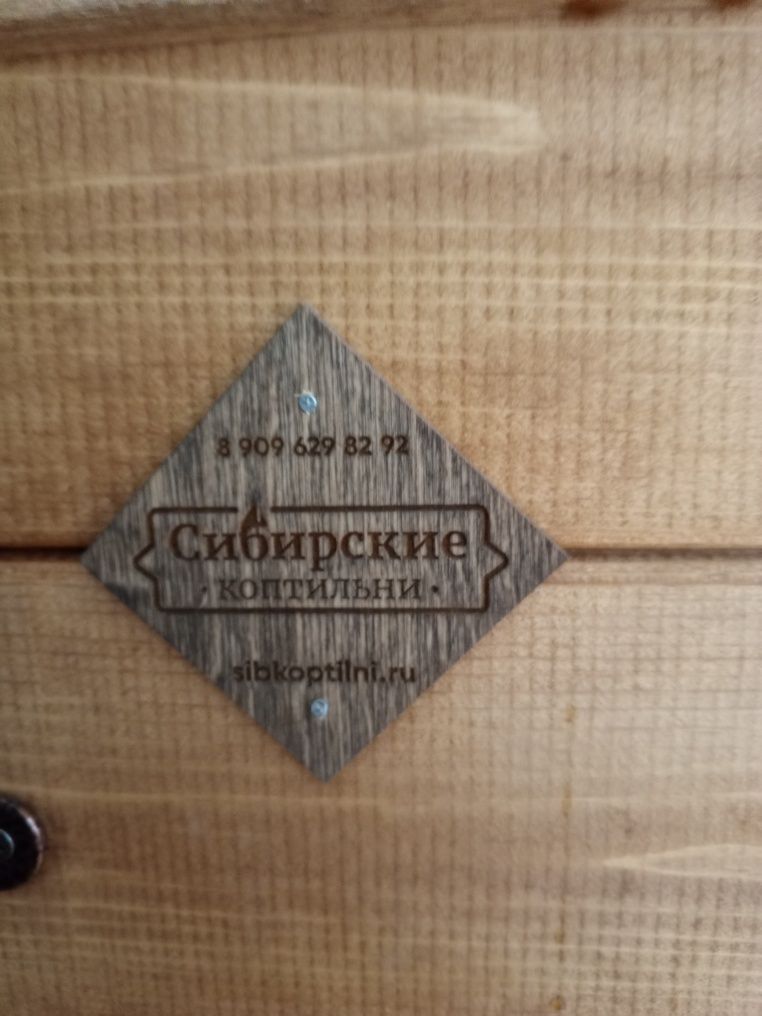 8 909 629 82 92
Сибирские
· КОПТИЛЬНИ ·
sibkoptilni.ru